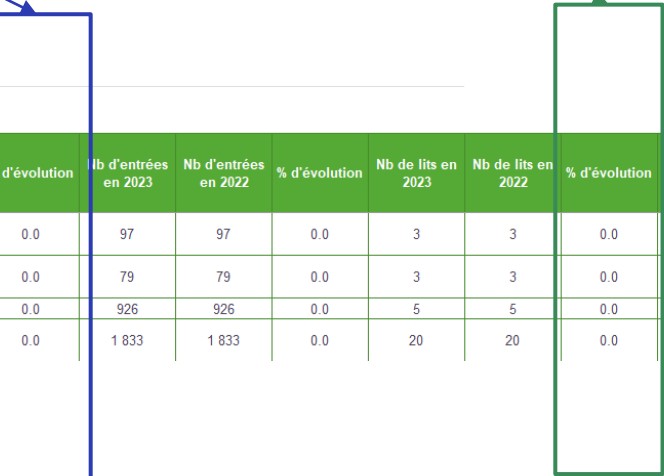 d'évolution Nb d'entrées en 2023 Nb d'entrées en 2022 % d'évolution Nb de lits en 2023 Nb de lits en 2022 % d'évolution
0.0 97 97 0.0 3 3 0.0
0.0 79 79 0.0 3 3 0.0
0.0 926 926 0.0 5 5 0.0
0.0 1 833 1 833 0.0 20 20 0.0